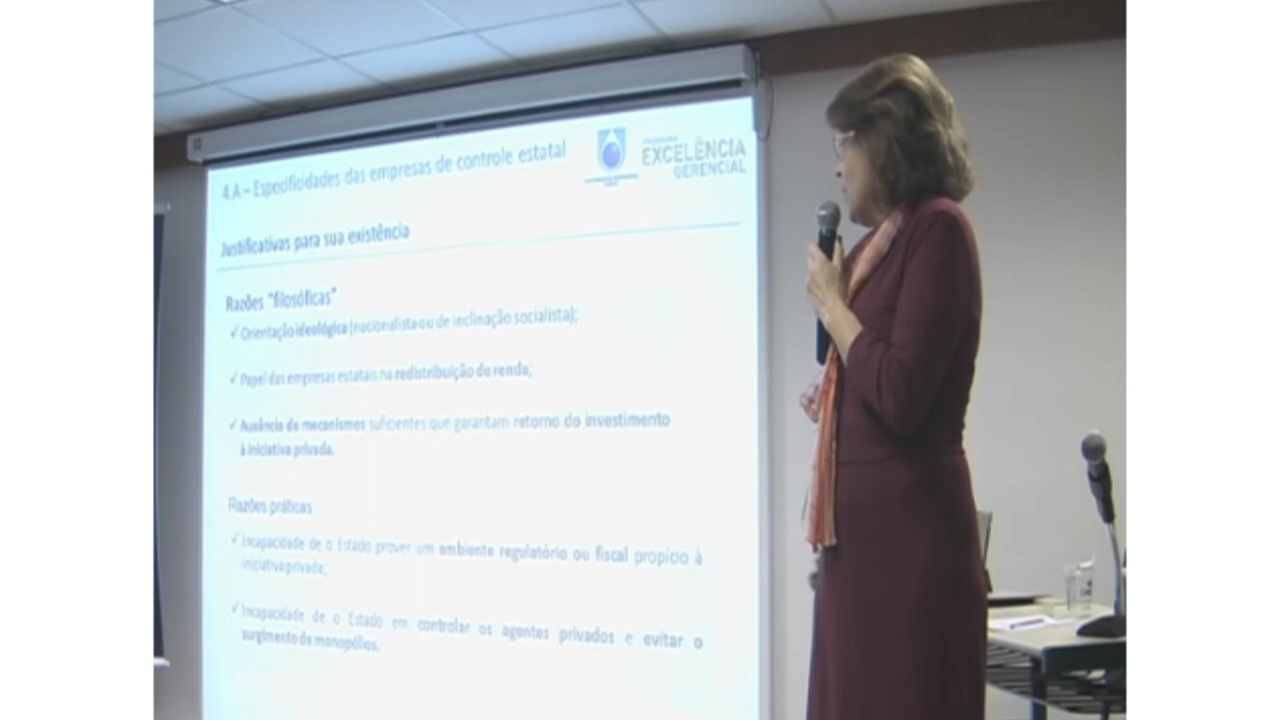 4.A – Especificidades das empresas de controle estatal
EXCELÊNCIA
GERENCIAL
Justificativas para sua existência
Razões "filosóficas"
✓ Orientação ideológica (nacionalista ou de inclinação socialista);
✓ Papel das empresas estatais na redistribuição de renda;
✓ Ausência de mecanismos suficientes que garantam retorno do investimento
à iniciativa privada.
Razões práticas
✓ Incapacidade de o Estado prover um ambiente regulatório ou fiscal propício à
iniciativa privada;
✓ Incapacidade de o Estado em controlar os agentes privados e evitar o
surgimento de monopólios.